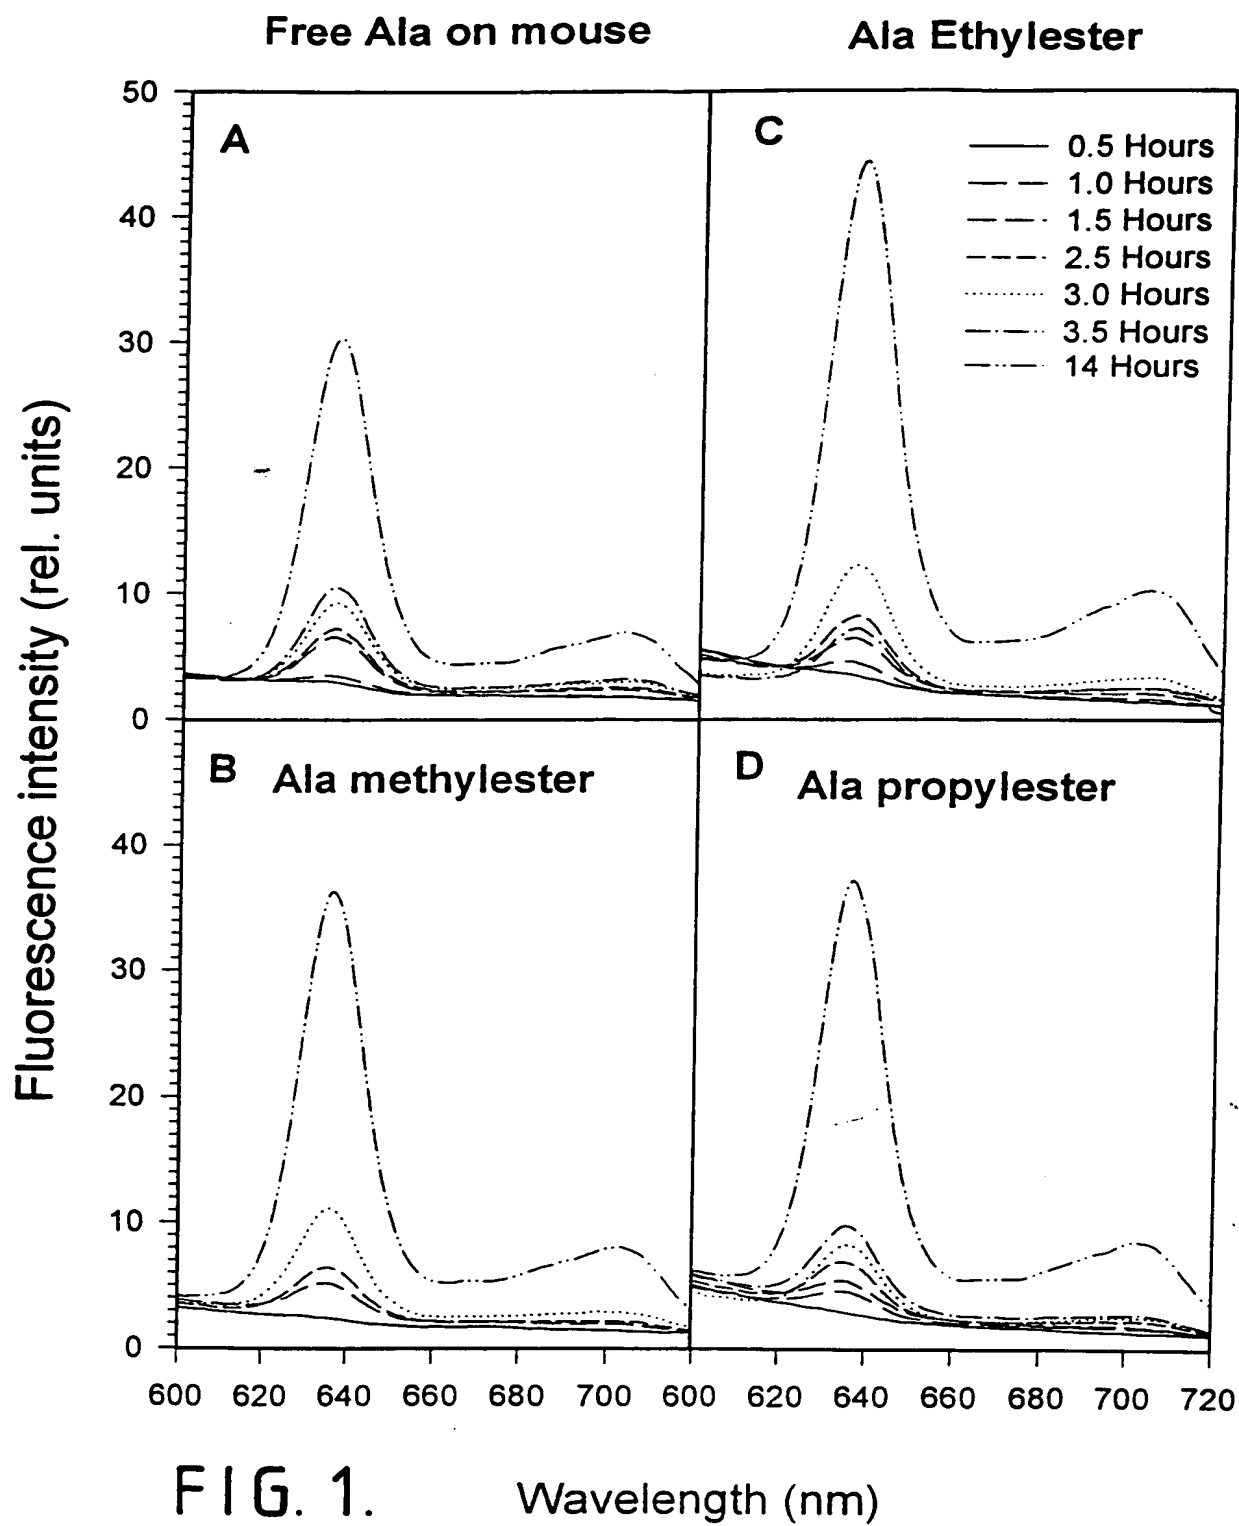 Free Ala on mouse
Ala Ethylester
Fluorescence intensity (rel. units)
50
40
30
20
10
0
A
C
0.5 Hours
1.0 Hours
1.5 Hours
2.5 Hours
3.0 Hours
3.5 Hours
14 Hours
40
30
20
10
0
B
Ala methylester
D
Ala propylester
600 620 640 660 680 700 600 620 640 660 680 700 720
FIG. 1.
Wavelength (nm)